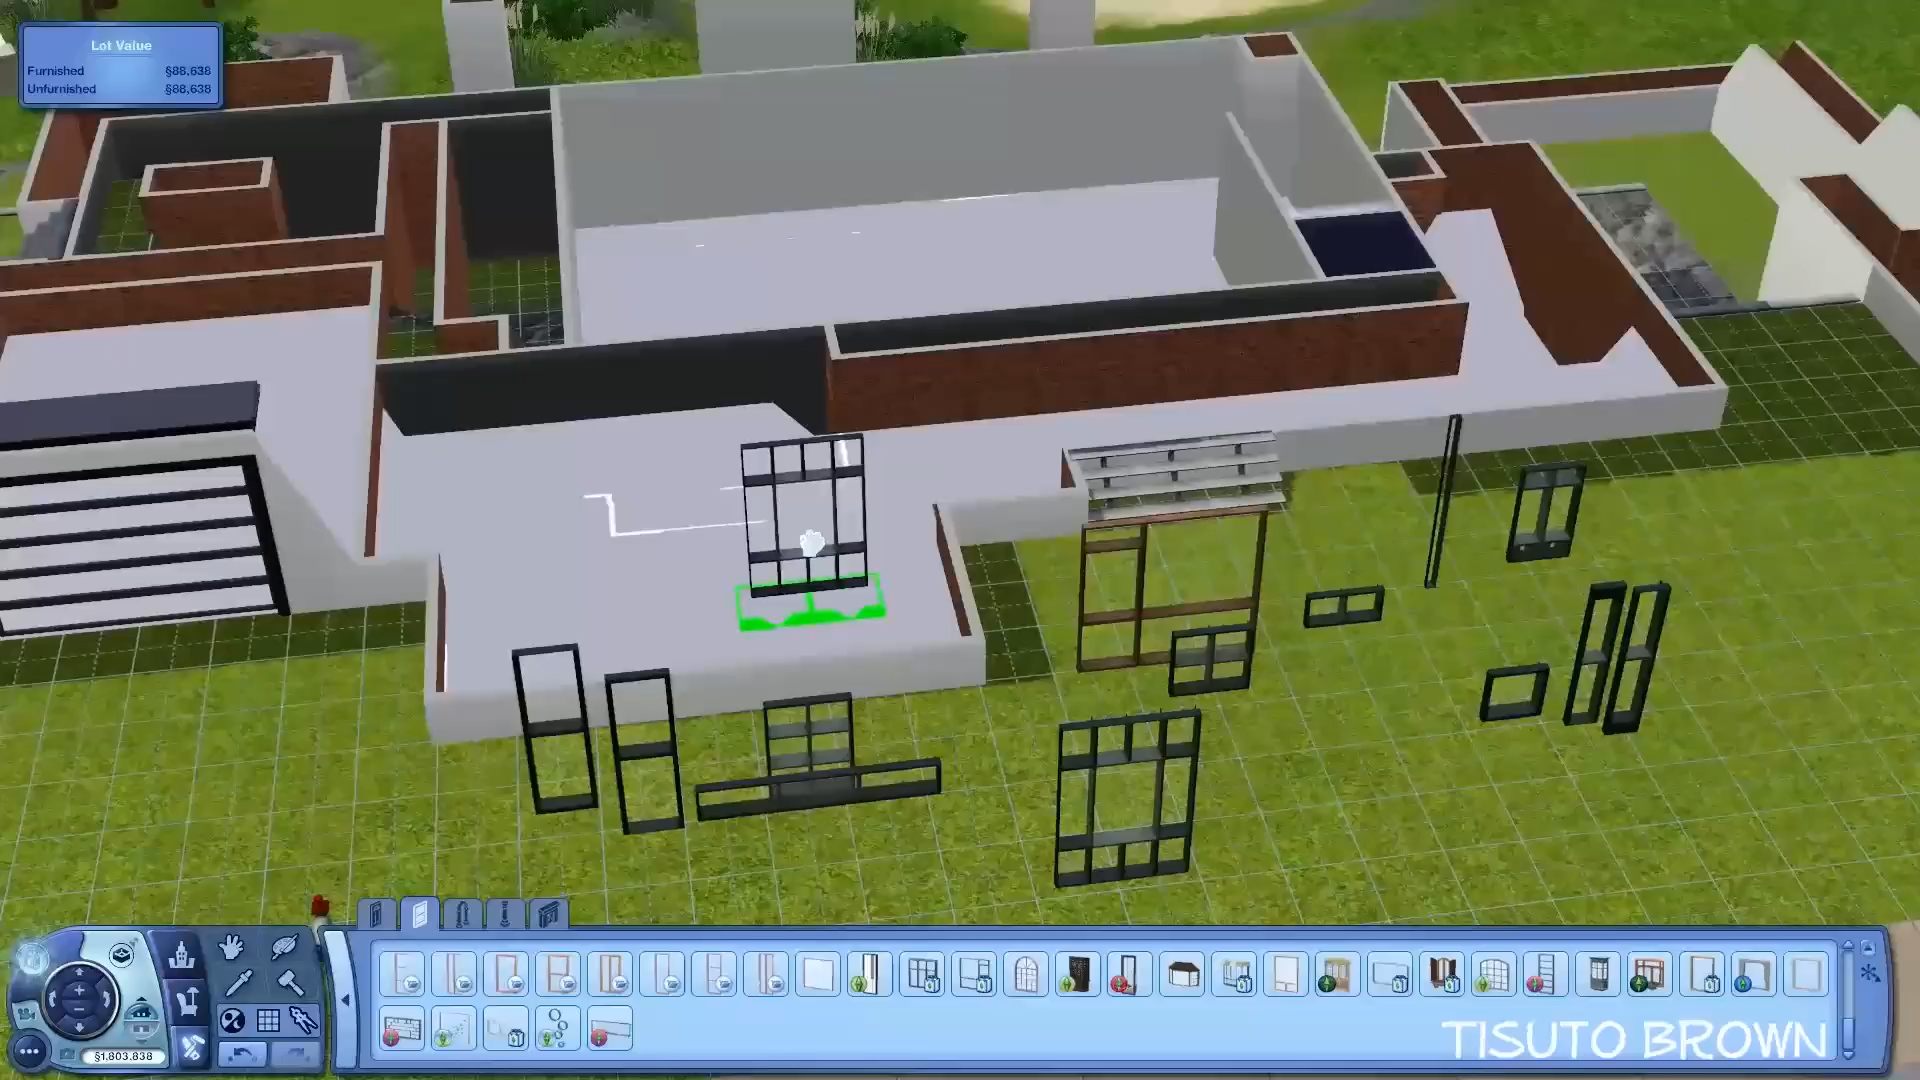 Lot Value
Furnished §88,638
Unfurnished §88,638
§1,803,838
TISUTO BROWN